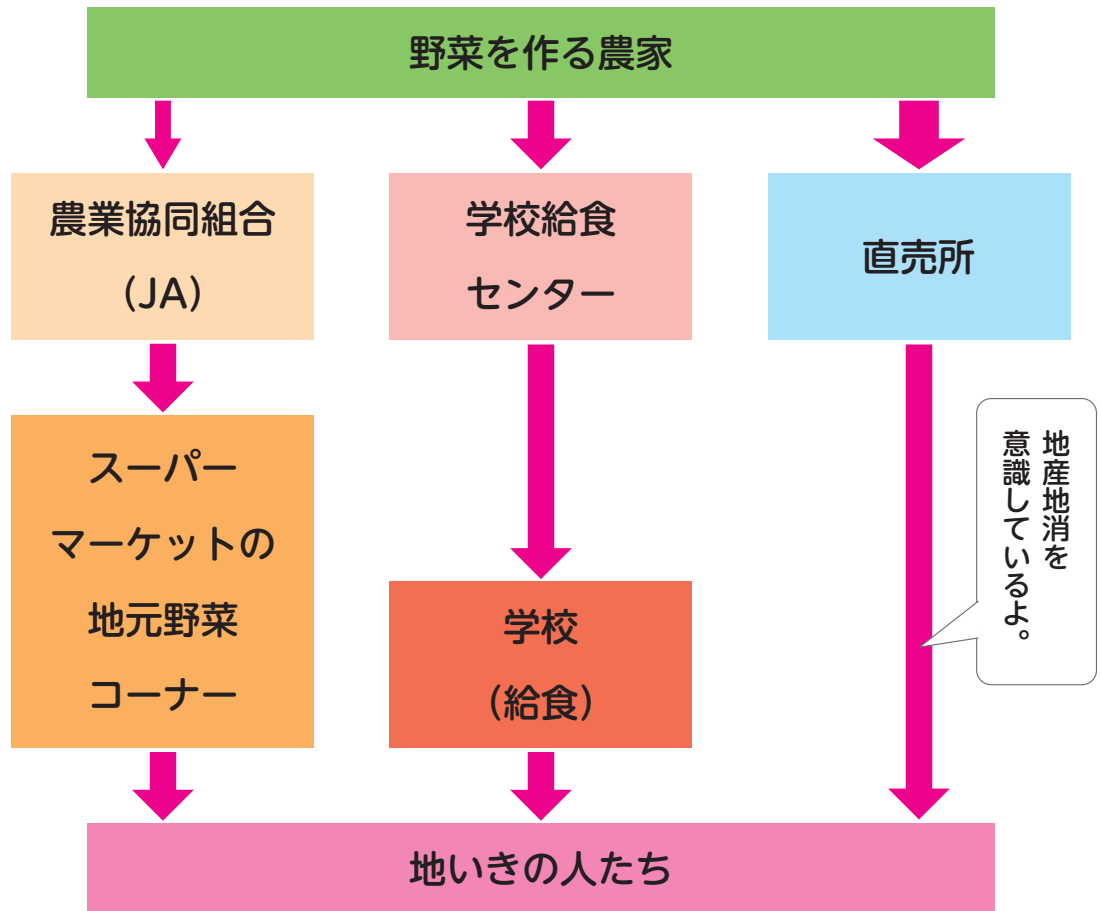 野菜を作る農家
農業協同組合
(JA)
学校給食
センター
直売所
スーパー
マーケットの
地元野菜
コーナー
学校
(給食)
地産地消を
意識しているよ。
地いきの人たち